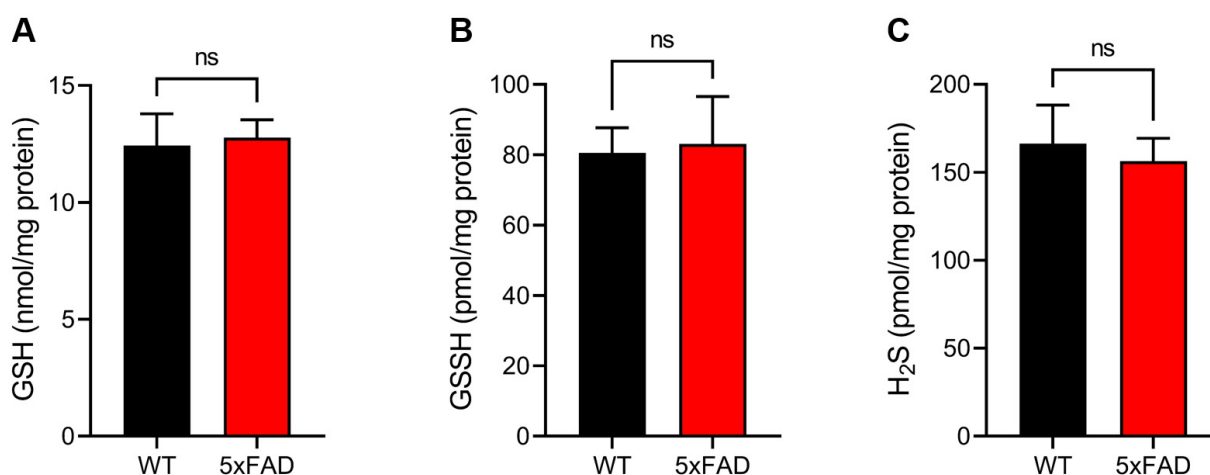 A
ns
GSH (nmol/mg protein)
15
10
5
0
WT
5xFAD
B
ns
GSSH (pmol/mg protein)
100
80
60
40
20
0
WT
5xFAD
C
ns
H₂S (pmol/mg protein)
200
150
100
50
0
WT
5xFAD